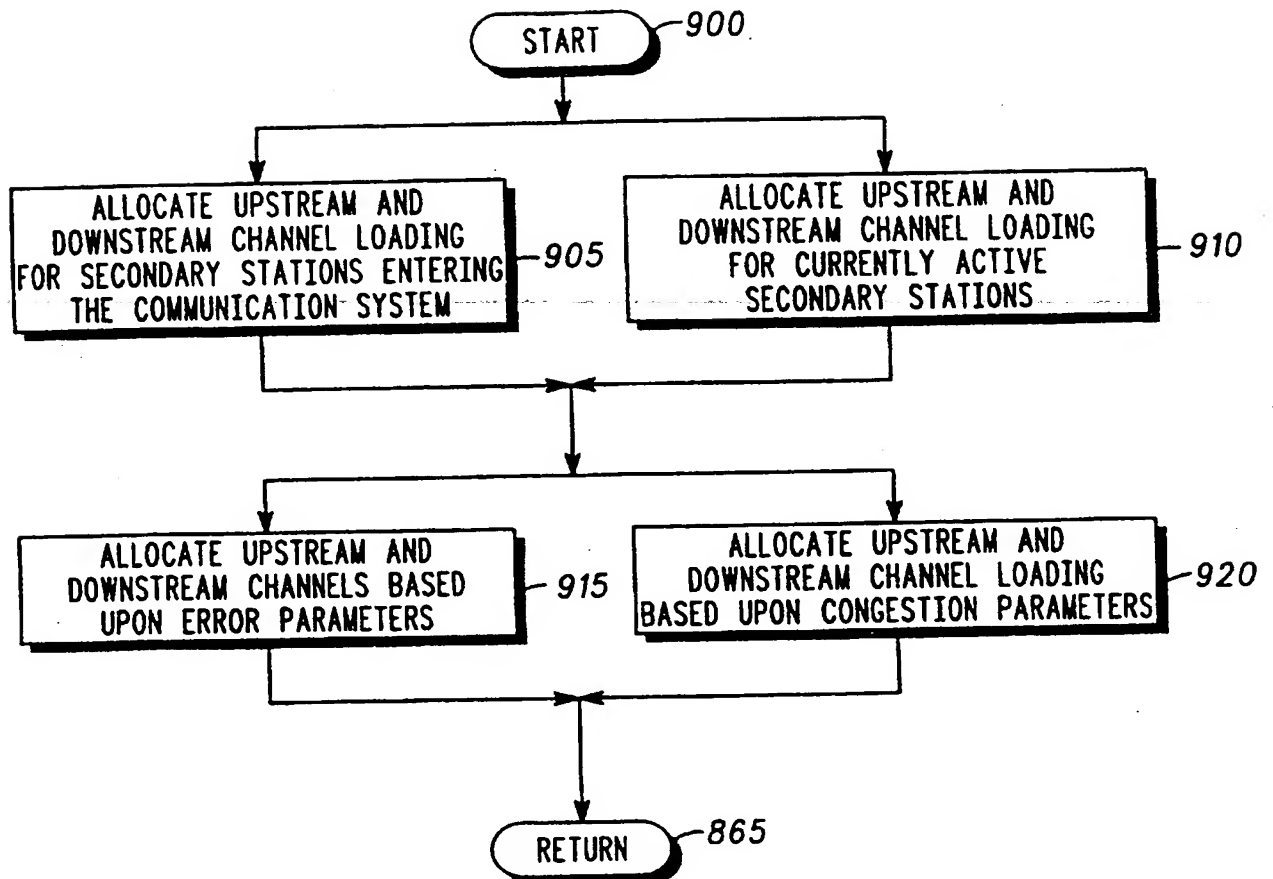 START
900
ALLOCATE UPSTREAM AND
DOWNSTREAM CHANNEL LOADING
FOR SECONDARY STATIONS ENTERING
THE COMMUNICATION SYSTEM
905
ALLOCATE UPSTREAM AND
DOWNSTREAM CHANNEL LOADING
FOR CURRENTLY ACTIVE
SECONDARY STATIONS
910
ALLOCATE UPSTREAM AND
DOWNSTREAM CHANNELS BASED
UPON ERROR PARAMETERS
915
ALLOCATE UPSTREAM AND
DOWNSTREAM CHANNEL LOADING
BASED UPON CONGESTION PARAMETERS
920
RETURN
865